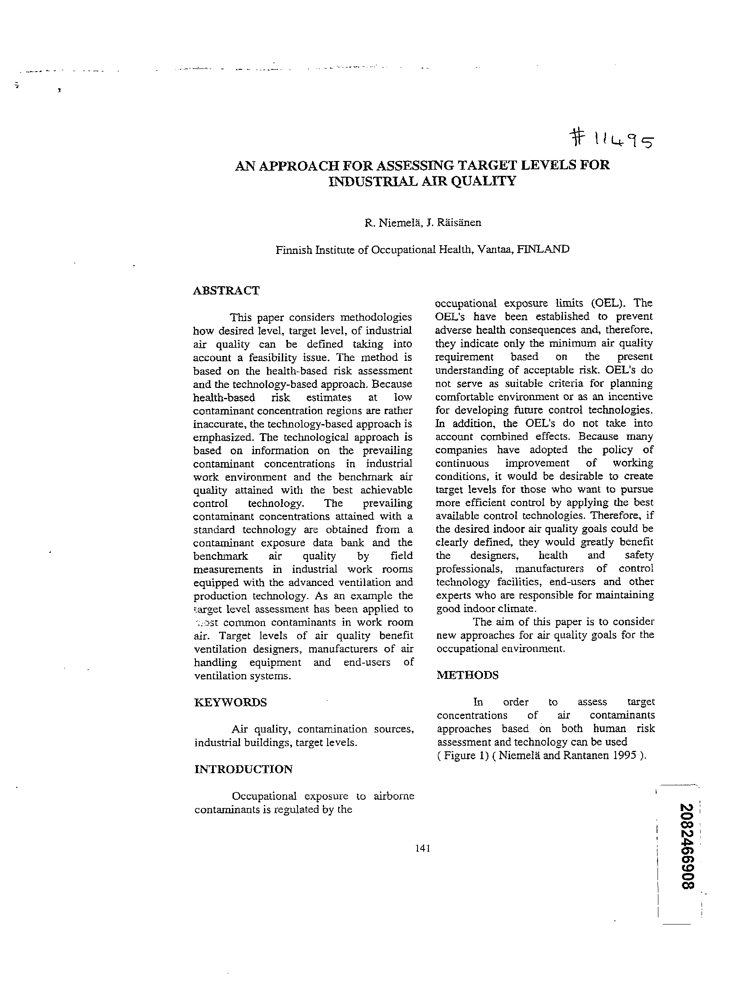 # 11495
AN APPROACH FOR ASSESSING TARGET LEVELS FOR
INDUSTRIAL AIR QUALITY
R. Niemelä, J. Räisänen
Finnish Institute of Occupational Health, Vantaa, FINLAND
ABSTRACT
This paper considers methodologies
how desired level, target level, of industrial
air quality can be defined taking into
account a feasibility issue. The method is
based on the health-based risk assessment
and the technology-based approach. Because
health-based risk estimates at low
contaminant concentration regions are rather
inaccurate, the technology-based approach is
emphasized. The technological approach is
based on information on the prevailing
contaminant concentrations in industrial
work environment and the benchmark air
quality attained with the best achievable
control technology. The prevailing
contaminant concentrations attained with a
standard technology are obtained from a
contaminant exposure data bank and the
benchmark air quality by field
measurements in industrial work rooms
equipped with the advanced ventilation and
production technology. As an example the
target level assessment has been applied to
most common contaminants in work room
air. Target levels of air quality benefit
ventilation designers, manufacturers of air
handling equipment and end-users of
ventilation systems.
KEYWORDS
Air quality, contamination sources,
industrial buildings, target levels.
INTRODUCTION
Occupational exposure to airborne
contaminants is regulated by the
occupational exposure limits (OEL). The
OEL's have been established to prevent
adverse health consequences and, therefore,
they indicate only the minimum air quality
requirement based on the present
understanding of acceptable risk. OEL's do
not serve as suitable criteria for planning
comfortable environment or as an incentive
for developing future control technologies.
In addition, the OEL's do not take into
account combined effects. Because many
companies have adopted the policy of
continuous improvement of working
conditions, it would be desirable to create
target levels for those who want to pursue
more efficient control by applying the best
available control technologies. Therefore, if
the desired indoor air quality goals could be
clearly defined, they would greatly benefit
the designers, health and safety
professionals, manufacturers of control
technology facilities, end-users and other
experts who are responsible for maintaining
good indoor climate.
The aim of this paper is to consider
new approaches for air quality goals for the
occupational environment.
METHODS
In order to assess target
concentrations of air contaminants
approaches based on both human risk
assessment and technology can be used
( Figure 1) ( Niemelä and Rantanen 1995 ).
141
2082466908